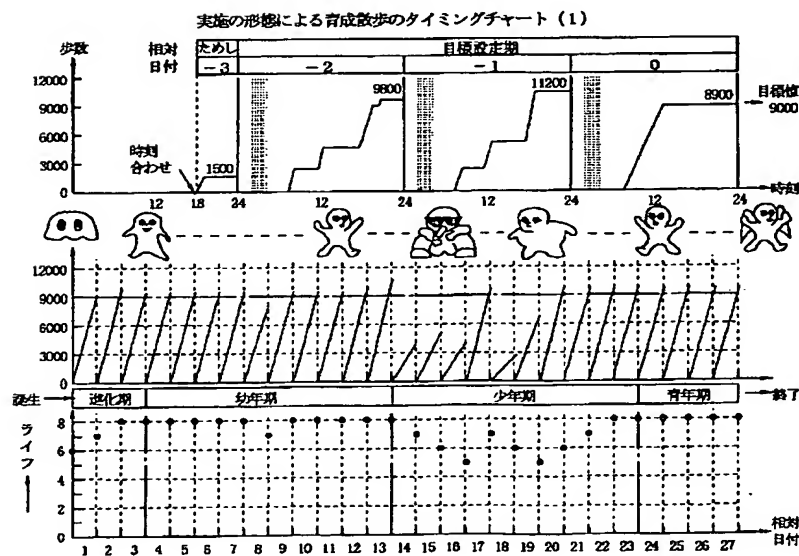 実施の形態による育成散歩のタイミングチャート（1）
歩数 相対日付 ためし 目標設定期
－3 －2 －1 0
12000
9000
6000
3000
0
時刻合わせ
1500
9800
11200
8900
目標値
9000
12 18 24 12 24 12 24 12 24
時刻
12000
9000
6000
3000
0
誕生 進化期 幼年期 少年期 青年期 終了
ライフ
8
6
4
2
0
1 2 3 4 5 6 7 8 9 10 11 12 13 14 15 16 17 18 19 20 21 22 23 24 25 26 27
相対日付